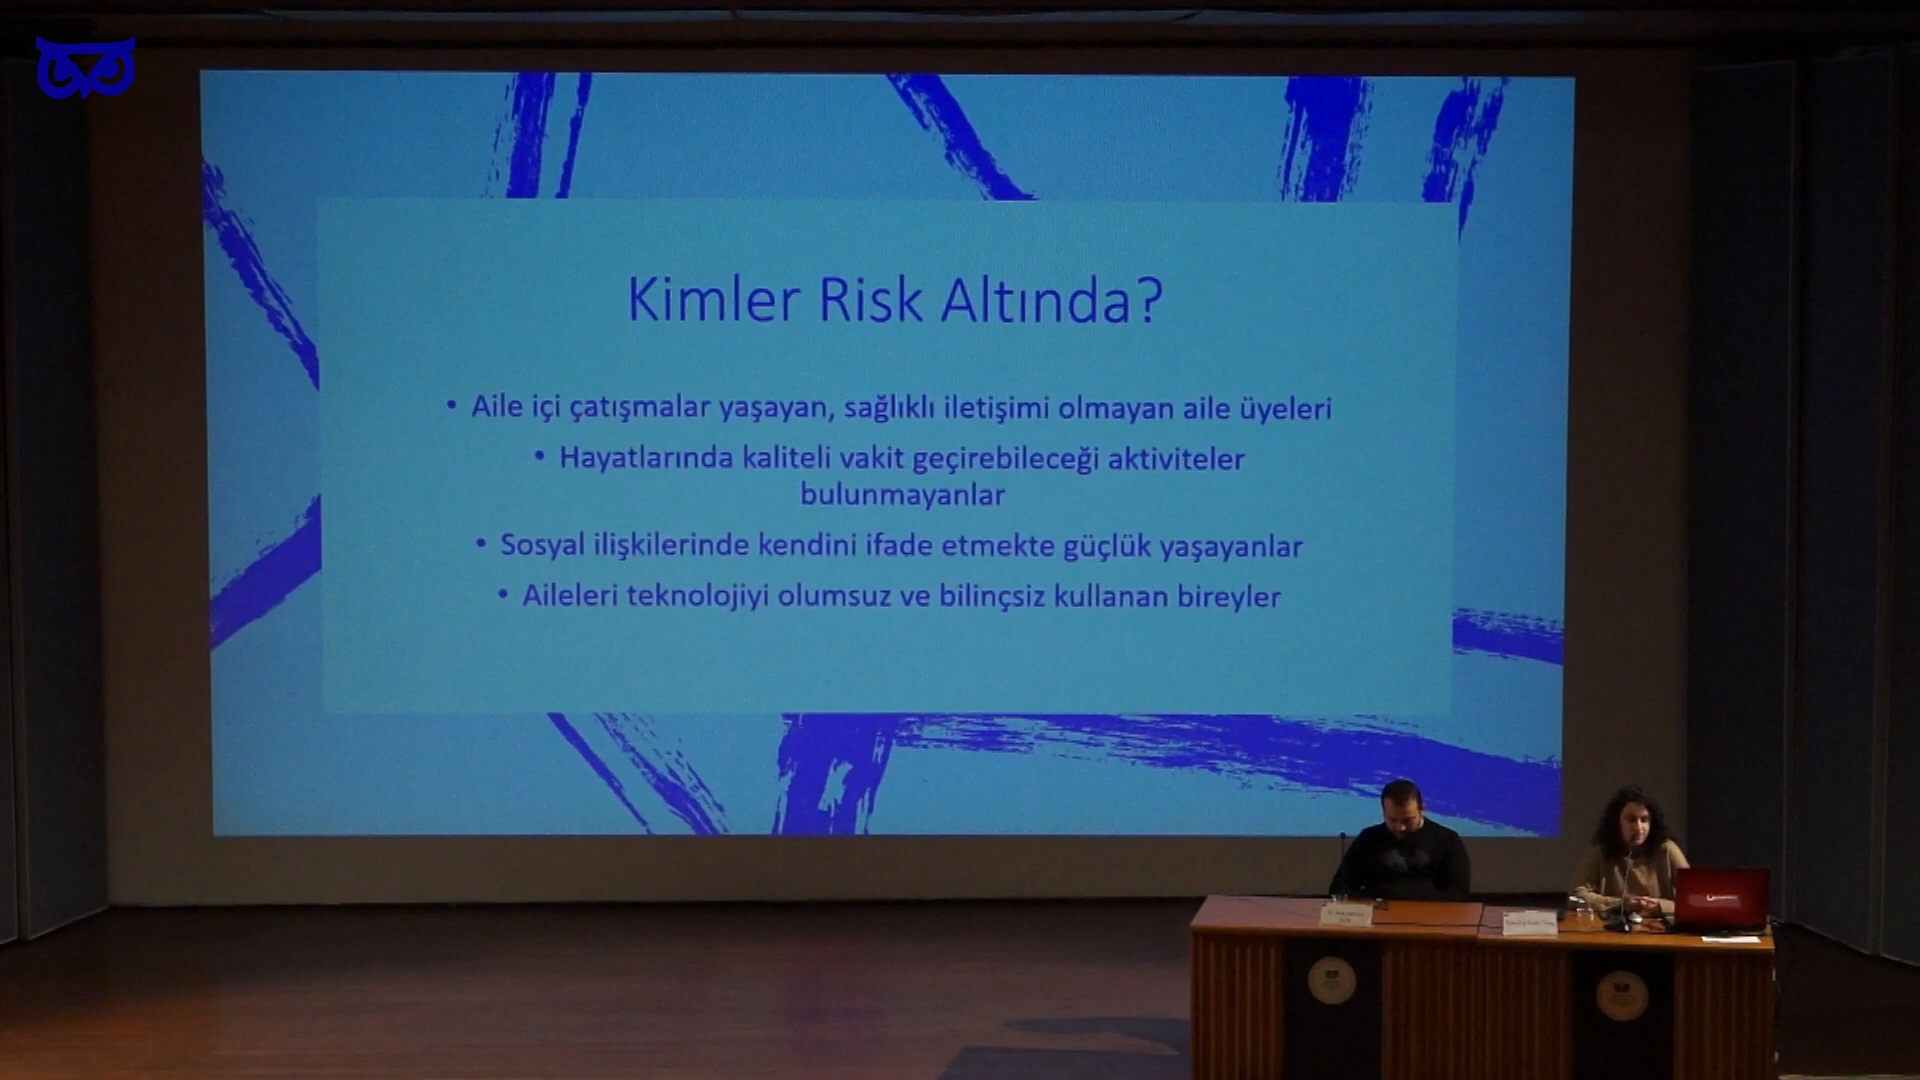 Kimler Risk Altında?
• Aile içi çatışmalar yaşayan, sağlıklı iletişimi olmayan aile üyeleri
• Hayatlarında kaliteli vakit geçirebileceği aktiviteler
bulunmayanlar
• Sosyal ilişkilerinde kendini ifade etmekte güçlük yaşayanlar
• Aileleri teknolojiyi olumsuz ve bilinçsiz kullanan bireyler